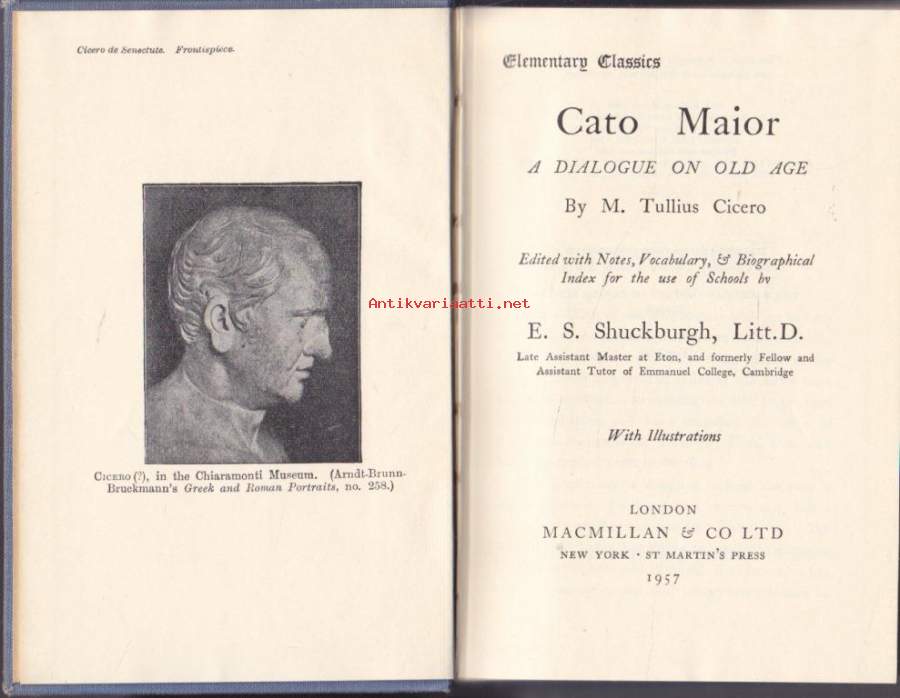 Cicero de Senectute. Frontispiece.
CICERO (?), in the Chiaramonti Museum. (Arndt-Brunn-
Bruckmann's Greek and Roman Portraits, no. 258.)
Elementary Classics
Cato Maior
A DIALOGUE ON OLD AGE
By M. Tullius Cicero
Edited with Notes, Vocabulary, & Biographical
Index for the use of Schools by
Antikvariaatti.net
E. S. Shuckburgh, Litt.D.
Late Assistant Master at Eton, and formerly Fellow and
Assistant Tutor of Emmanuel College, Cambridge
With Illustrations
LONDON
MACMILLAN & CO LTD
NEW YORK · ST MARTIN'S PRESS
1957